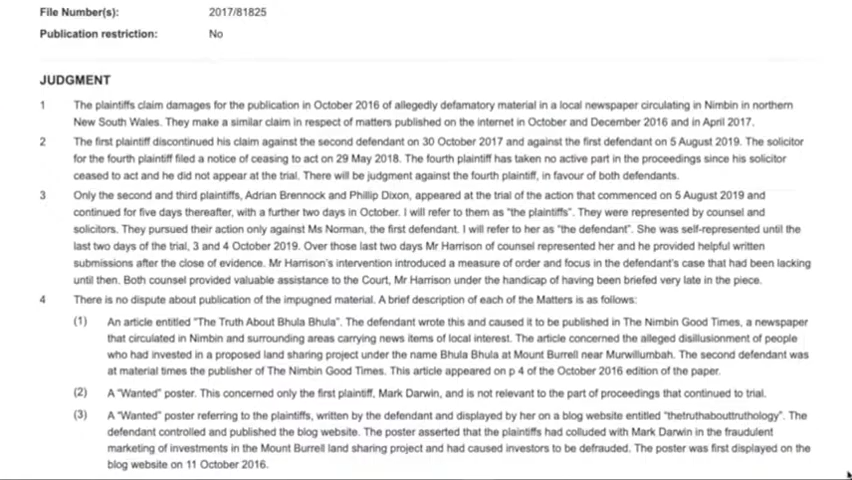 File Number(s): 2017/81825
Publication restriction: No
JUDGMENT
1 The plaintiffs claim damages for the publication in October 2016 of allegedly defamatory material in a local newspaper circulating in Nimbin in northern
New South Wales. They make a similar claim in respect of matters published on the internet in October and December 2016 and in April 2017.
2 The first plaintiff discontinued his claim against the second defendant on 30 October 2017 and against the first defendant on 5 August 2019. The solicitor
for the fourth plaintiff filed a notice of ceasing to act on 29 May 2018. The fourth plaintiff has taken no active part in the proceedings since his solicitor
ceased to act and he did not appear at the trial. There will be judgment against the fourth plaintiff, in favour of both defendants.
3 Only the second and third plaintiffs, Adrian Brennock and Phillip Dixon, appeared at the trial of the action that commenced on 5 August 2019 and
continued for five days thereafter, with a further two days in October. I will refer to them as "the plaintiffs". They were represented by counsel and
solicitors. They pursued their action only against Ms Norman, the first defendant. I will refer to her as "the defendant". She was self-represented until the
last two days of the trial, 3 and 4 October 2019. Over those last two days Mr Harrison of counsel represented her and he provided helpful written
submissions after the close of evidence. Mr Harrison's intervention introduced a measure of order and focus in the defendant's case that had been lacking
until then. Both counsel provided valuable assistance to the Court, Mr Harrison under the handicap of having been briefed very late in the piece.
4 There is no dispute about publication of the impugned material. A brief description of each of the Matters is as follows:
(1) An article entitled "The Truth About Bhula Bhula". The defendant wrote this and caused it to be published in The Nimbin Good Times, a newspaper
that circulated in Nimbin and surrounding areas carrying news items of local interest. The article concerned the alleged disillusionment of people
who had invested in a proposed land sharing project under the name Bhula Bhula at Mount Burrell near Murwillumbah. The second defendant was
at material times the publisher of The Nimbin Good Times. This article appeared on p 4 of the October 2016 edition of the paper.
(2) A "Wanted" poster. This concerned only the first plaintiff, Mark Darwin, and is not relevant to the part of proceedings that continued to trial.
(3) A "Wanted" poster referring to the plaintiffs, written by the defendant and displayed by her on a blog website entitled "thetruthabouttruthology". The
defendant controlled and published the blog website. The poster asserted that the plaintiffs had colluded with Mark Darwin in the fraudulent
marketing of investments in the Mount Burrell land sharing project and had caused investors to be defrauded. The poster was first displayed on the
blog website on 11 October 2016.